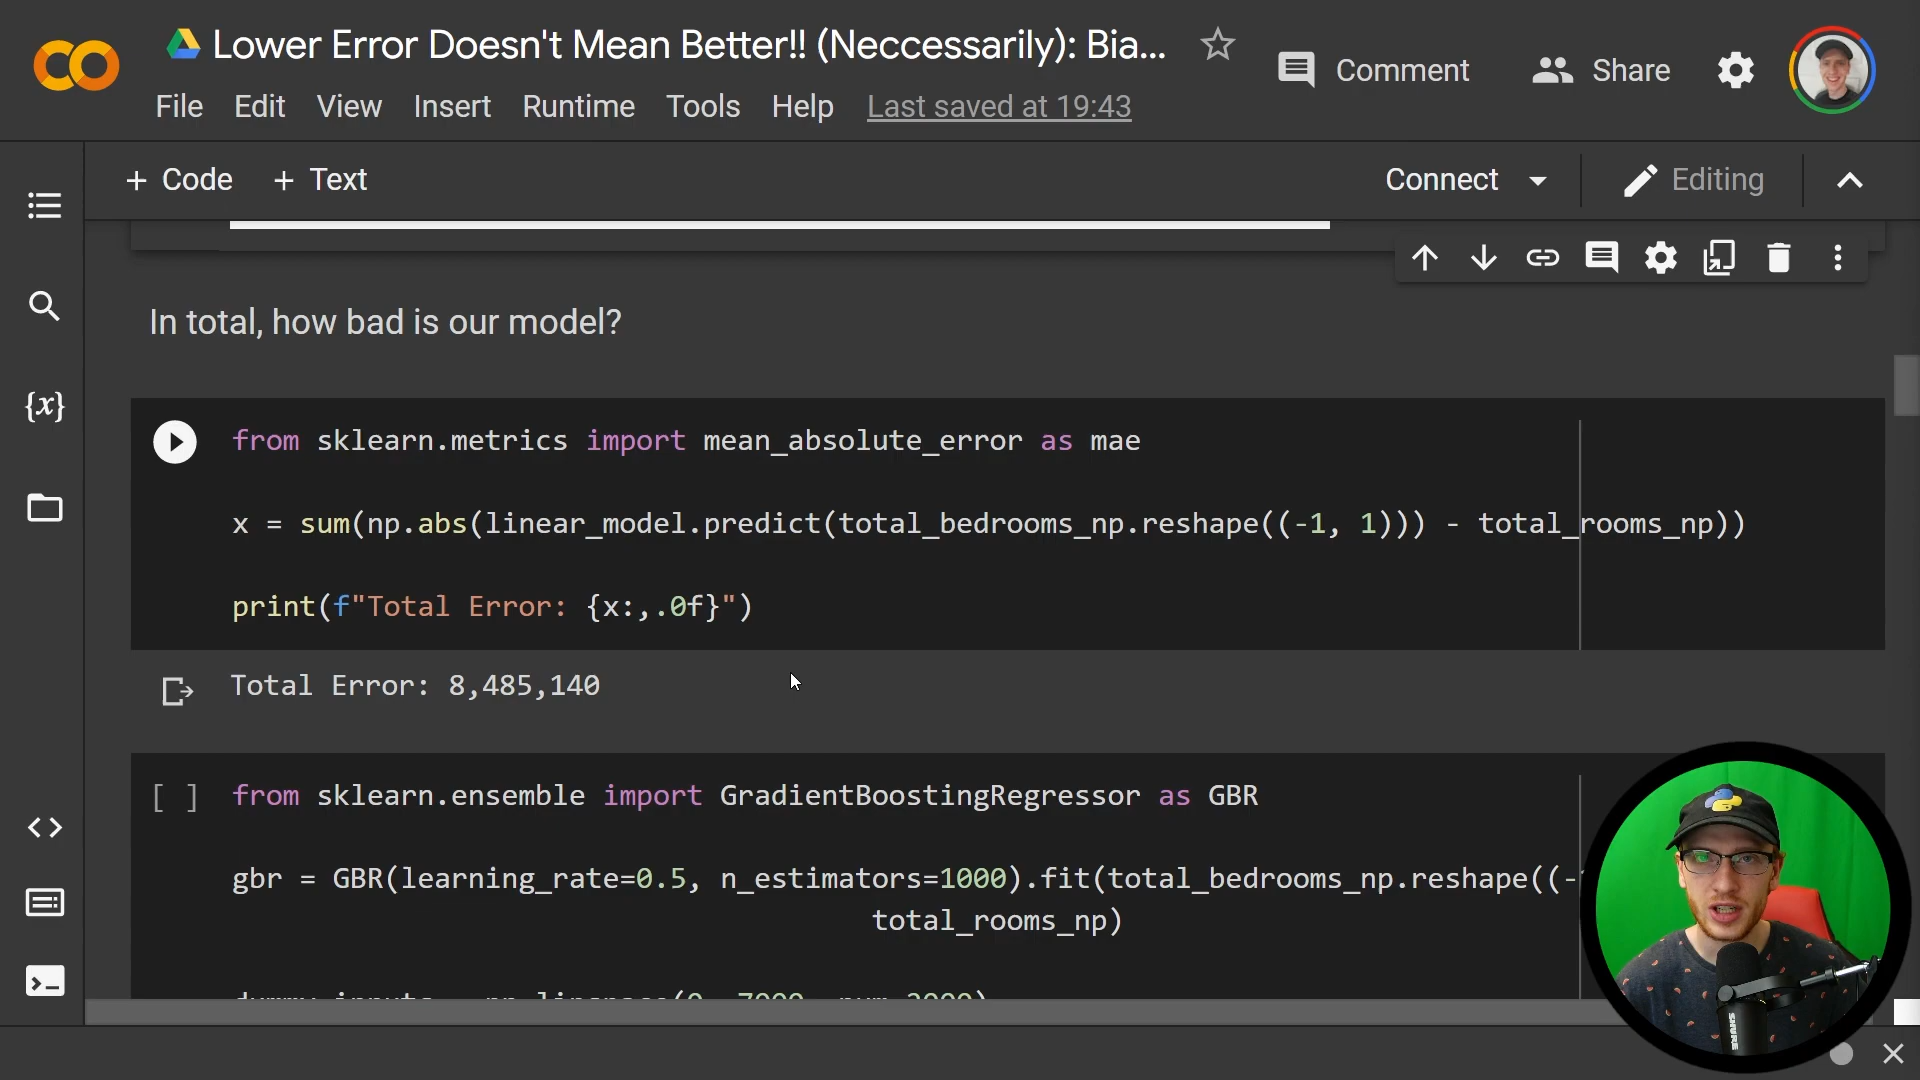 Lower Error Doesn't Mean Better!! (Neccessarily): Bia...
Comment
Share
File Edit View Insert Runtime Tools Help Last saved at 19:43
+ Code + Text
Connect
Editing
In total, how bad is our model?
from sklearn.metrics import mean_absolute_error as mae
x = sum(np.abs(linear_model.predict(total_bedrooms_np.reshape((-1, 1))) - total_rooms_np))
print(f"Total Error: {x:,.0f}")
Total Error: 8,485,140
[ ] from sklearn.ensemble import GradientBoostingRegressor as GBR
gbr = GBR(learning_rate=0.5, n_estimators=1000).fit(total_bedrooms_np.reshape((-
total_rooms_np)
{x}
SHURE